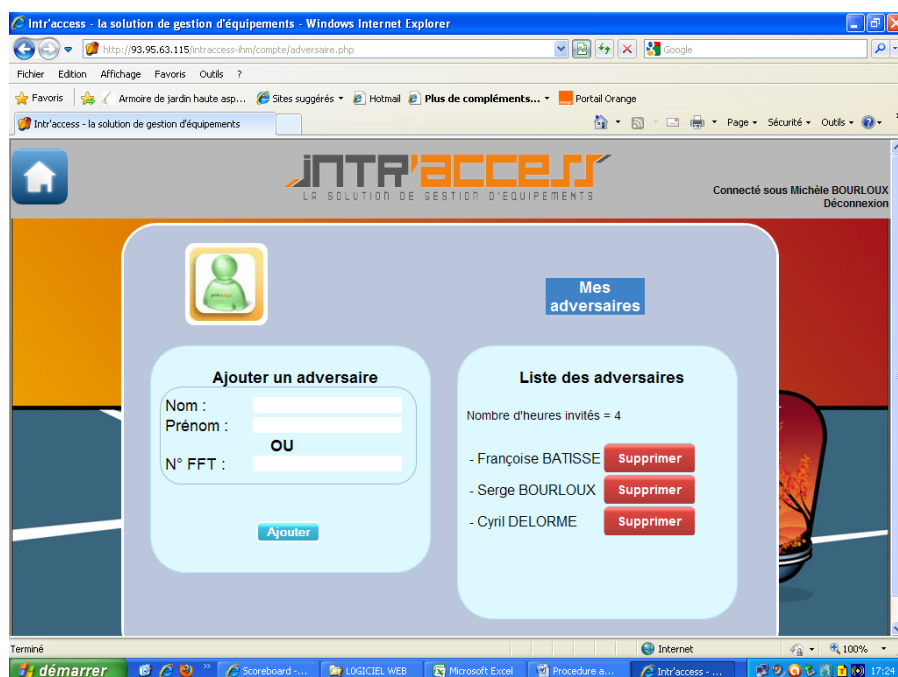 Intr'access - la solution de gestion d'équipements - Windows Internet Explorer
http://93.95.63.115/intraccess-ihm/compte/adversaire.php
Google
Fichier Edition Affichage Favoris Outils ?
Favoris Armoire de jardin haute asp... Sites suggérés Hotmail Plus de compléments... Portail Orange
Intr'access - la solution de gestion d'équipements
Page Sécurité Outils
INTR'ACCESS
LA SOLUTION DE GESTION D'EQUIPEMENTS
Connecté sous Michèle BOURLOUX
Déconnexion
Mes
adversaires
Ajouter un adversaire
Nom :
Prénom :
OU
N° FFT :
Ajouter
Liste des adversaires
Nombre d'heures invités = 4
- Françoise BATISSE Supprimer
- Serge BOURLOUX Supprimer
- Cyril DELORME Supprimer
Terminé
Internet
100%
démarrer
Scoreboard -...
LOGICIEL WEB
Microsoft Excel
Procedure a...
Intr'access - ...
17:24